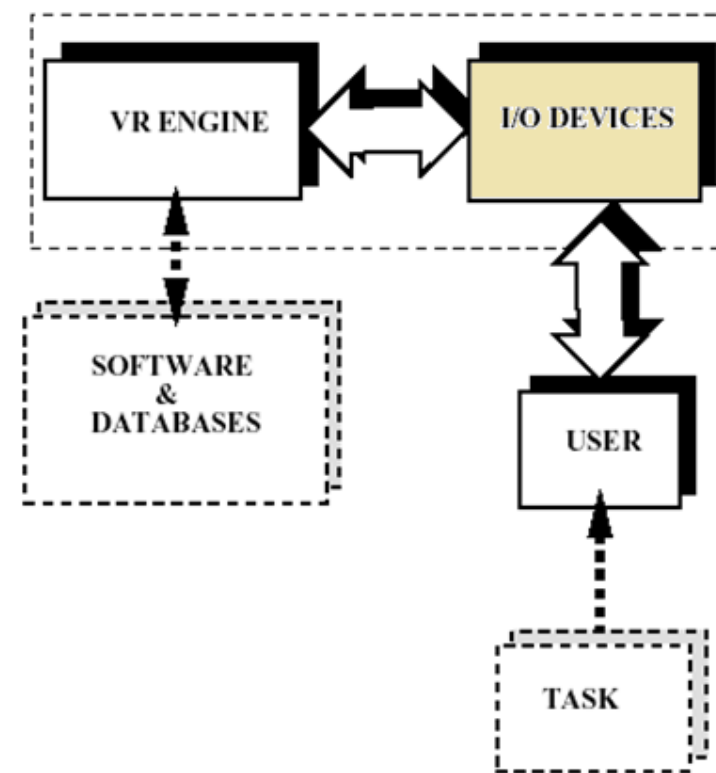 VR ENGINE
I/O DEVICES
SOFTWARE
&
DATABASES
USER
TASK